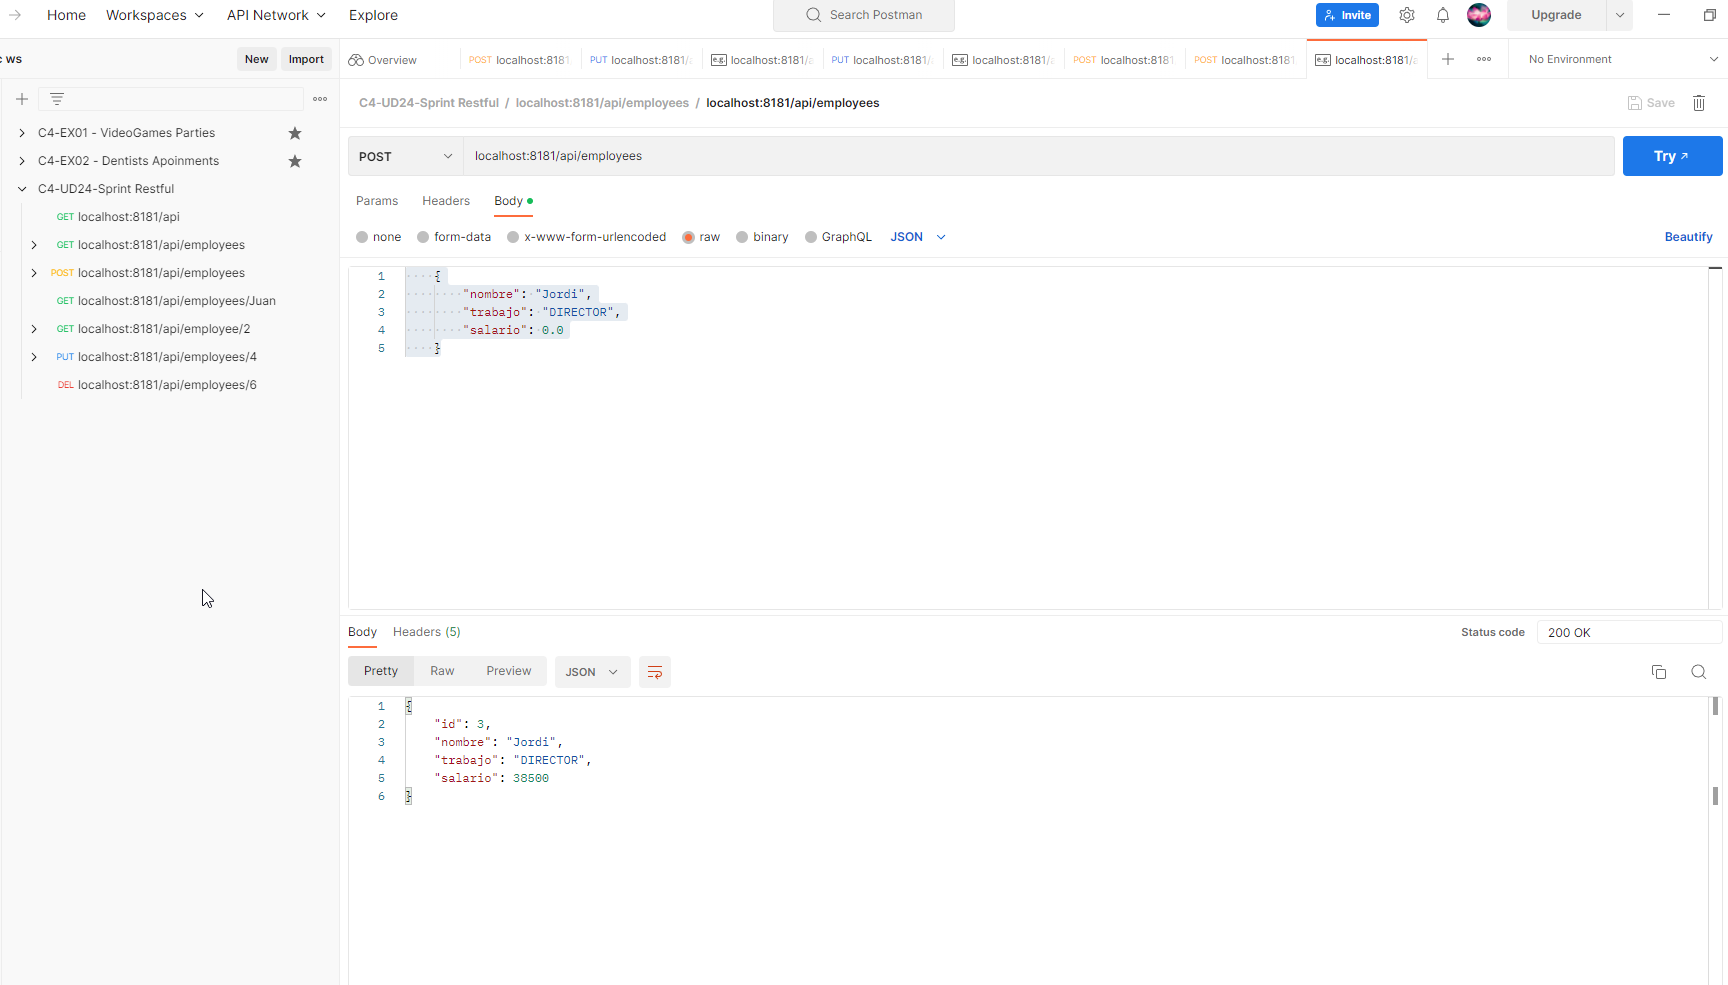 Home Workspaces API Network Explore Search Postman Invite Upgrade
ws New Import Overview POST localhost:8181 PUT localhost:8181/ e.g. localhost:8181/a PUT localhost:8181/ e.g. localhost:8181/a POST localhost:8181 POST localhost:8181 e.g. localhost:8181/a No Environment
C4-UD24-Sprint Restful / localhost:8181/api/employees / localhost:8181/api/employees Save
C4-EX01 - VideoGames Parties
C4-EX02 - Dentists Apoinments
C4-UD24-Sprint Restful
GET localhost:8181/api
GET localhost:8181/api/employees
POST localhost:8181/api/employees
GET localhost:8181/api/employees/Juan
GET localhost:8181/api/employee/2
PUT localhost:8181/api/employees/4
DEL localhost:8181/api/employees/6
POST localhost:8181/api/employees Try
Params Headers Body
none form-data x-www-form-urlencoded raw binary GraphQL JSON Beautify
1 {
2 "nombre": "Jordi",
3 "trabajo": "DIRECTOR",
4 "salario": 0.0
5 }
Body Headers (5) Status code 200 OK
Pretty Raw Preview JSON
1 {
2 "id": 3,
3 "nombre": "Jordi",
4 "trabajo": "DIRECTOR",
5 "salario": 38500
6 }